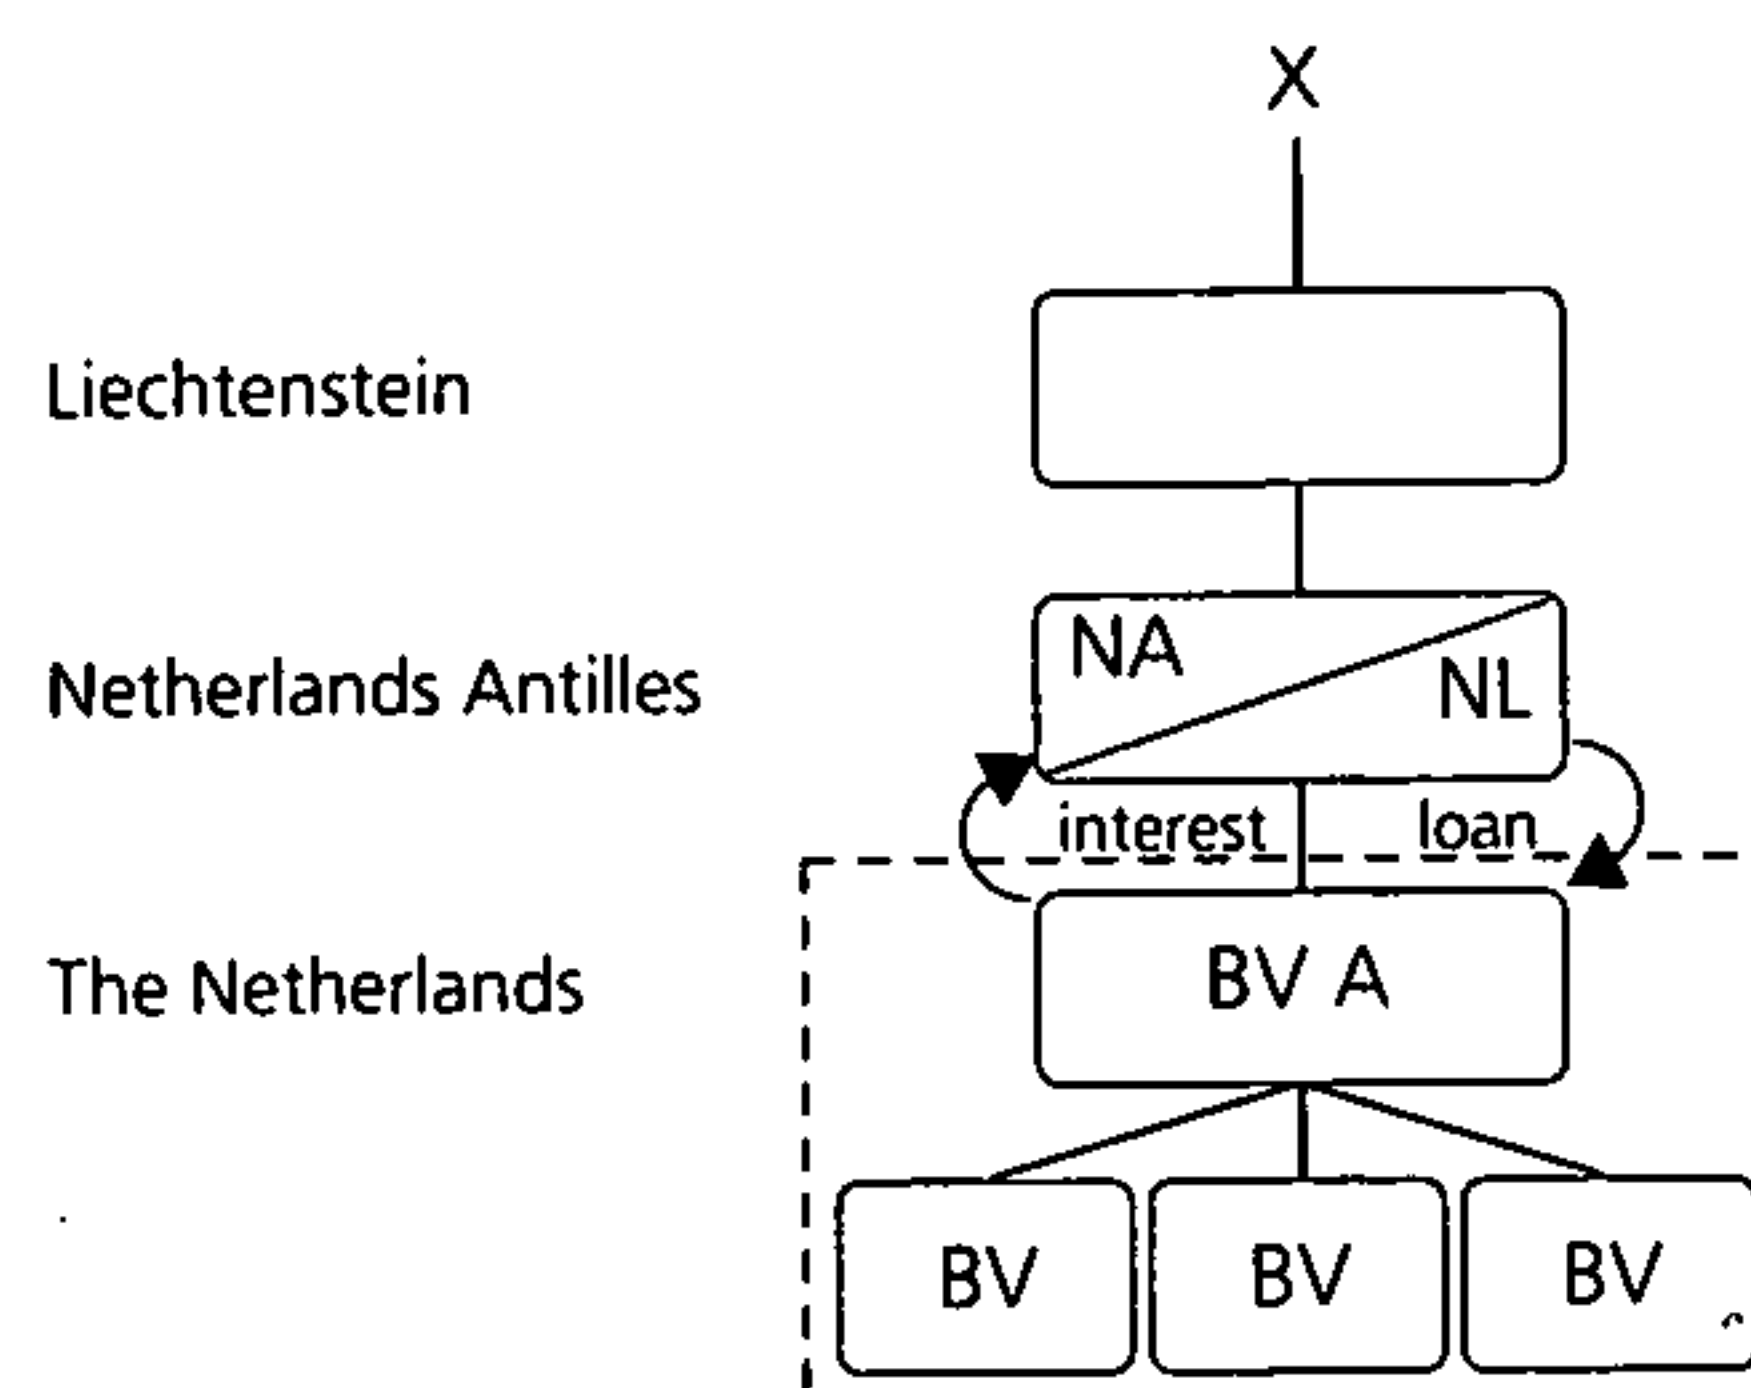 X
Liechtenstein
NA
NL
Netherlands Antilles
interest
loan
The Netherlands
BV A
BV
BV
BV